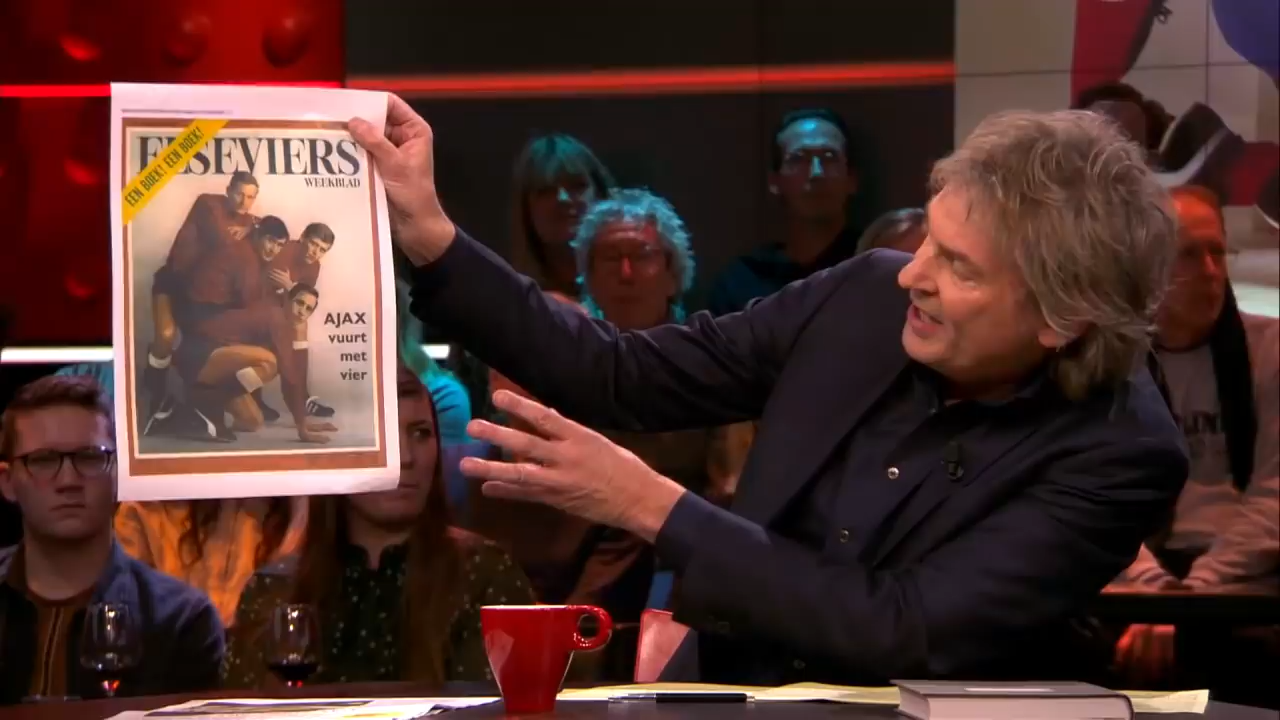 EEN BOEK! EEN BOEK!
ELSEVIERS
WEEKBLAD
AJAX
vuurt
met
vier